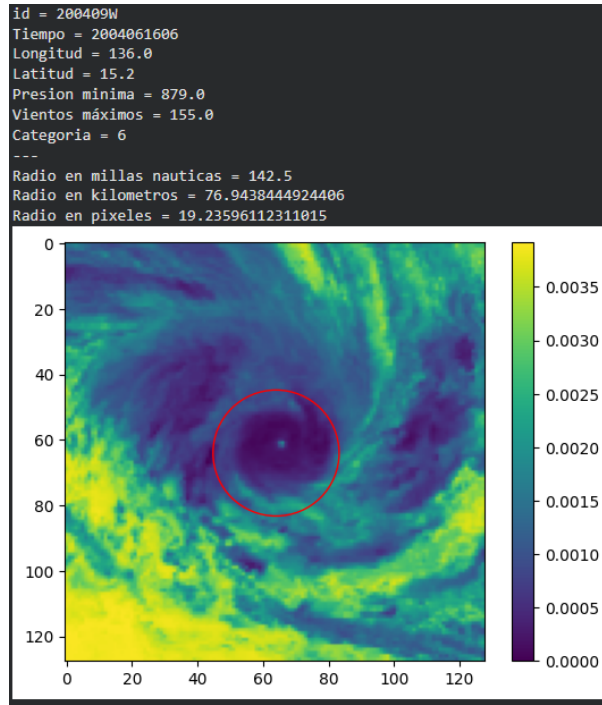 id = 200409W
Tiempo = 2004061606
Longitud = 136.0
Latitud = 15.2
Presion minima = 879.0
Vientos máximos = 155.0
Categoria = 6
---
Radio en millas nauticas = 142.5
Radio en kilometros = 76.9438444924406
Radio en pixeles = 19.23596112311015
0
20
40
60
80
100
120
0 20 40 60 80 100 120
0.0035
0.0030
0.0025
0.0020
0.0015
0.0010
0.0005
0.0000